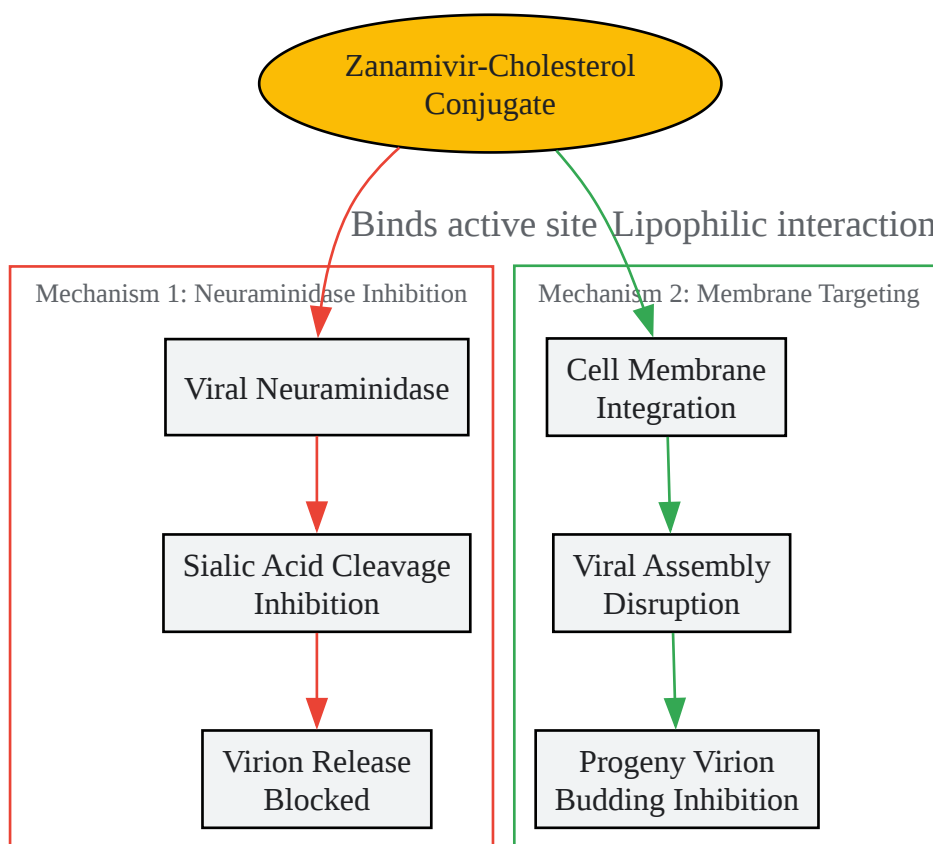 Zanamivir-Cholesterol
Conjugate
Binds active site
Lipophilic interaction
Mechanism 1: Neuraminidase Inhibition
Viral Neuraminidase
Sialic Acid Cleavage
Inhibition
Virion Release
Blocked
Mechanism 2: Membrane Targeting
Cell Membrane
Integration
Viral Assembly
Disruption
Progeny Virion
Budding Inhibition